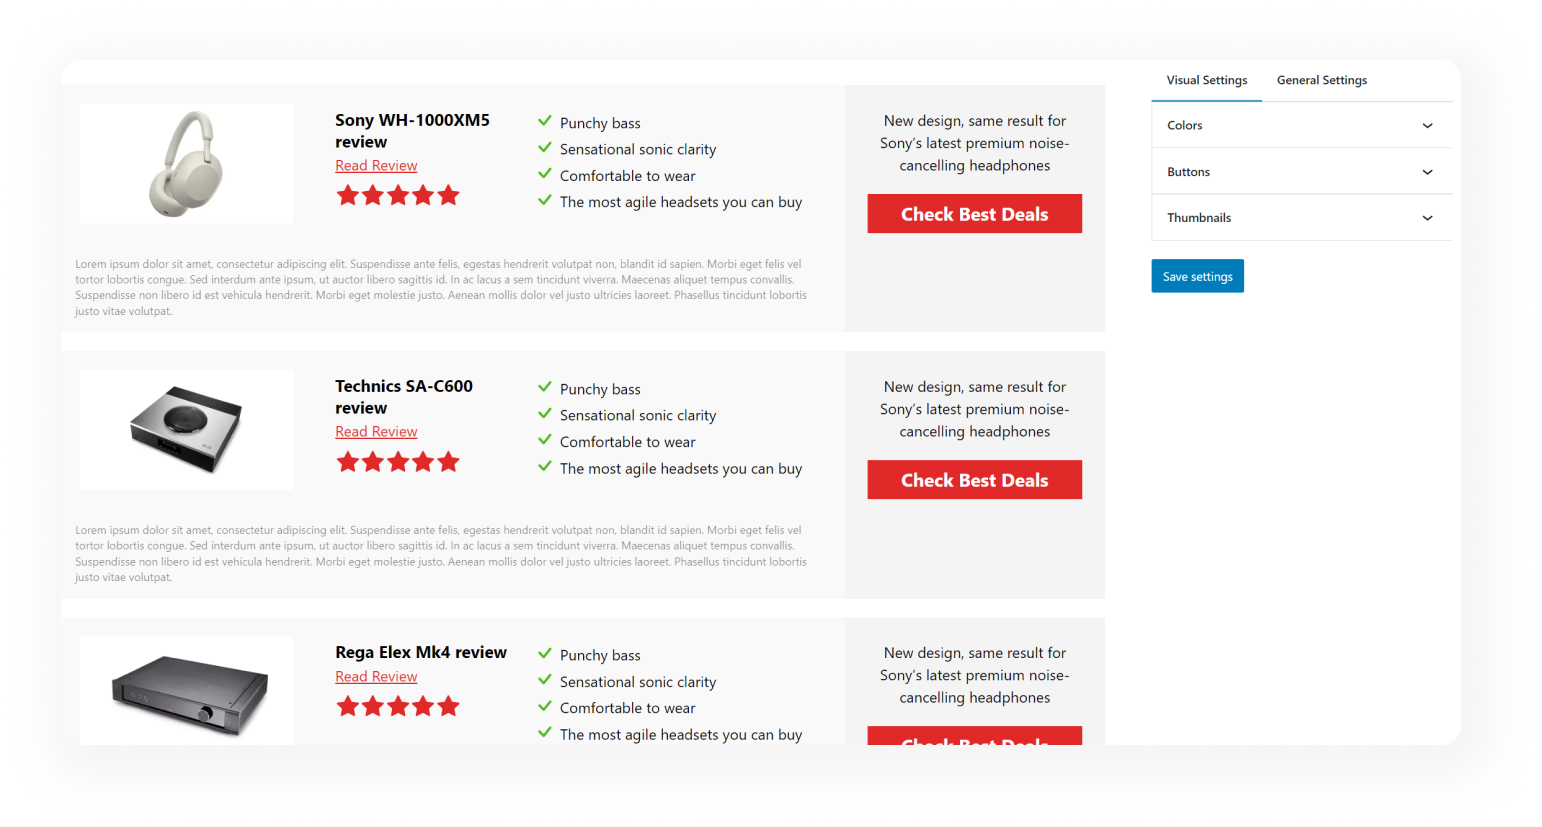 Visual Settings
General Settings
Sony WH-1000XM5
review
Read Review
Punchy bass
Sensational sonic clarity
Comfortable to wear
The most agile headsets you can buy
New design, same result for
Sony’s latest premium noise-
cancelling headphones
Check Best Deals
Lorem ipsum dolor sit amet, consectetur adipiscing elit. Suspendisse ante felis, egestas hendrerit volutpat non, blandit id sapien. Morbi eget felis vel
tortor lobortis congue. Sed interdum ante ipsum, ut auctor libero sagittis id. In ac lacus a sem tincidunt viverra. Maecenas aliquet tempus convallis.
Suspendisse non libero id est vehicula hendrerit. Morbi eget molestie justo. Aenean mollis dolor vel justo ultricies laoreet. Phasellus tincidunt lobortis
justo vitae volutpat.
Colors
Buttons
Thumbnails
Save settings
Technics SA-C600
review
Read Review
Punchy bass
Sensational sonic clarity
Comfortable to wear
The most agile headsets you can buy
New design, same result for
Sony’s latest premium noise-
cancelling headphones
Check Best Deals
Lorem ipsum dolor sit amet, consectetur adipiscing elit. Suspendisse ante felis, egestas hendrerit volutpat non, blandit id sapien. Morbi eget felis vel
tortor lobortis congue. Sed interdum ante ipsum, ut auctor libero sagittis id. In ac lacus a sem tincidunt viverra. Maecenas aliquet tempus convallis.
Suspendisse non libero id est vehicula hendrerit. Morbi eget molestie justo. Aenean mollis dolor vel justo ultricies laoreet. Phasellus tincidunt lobortis
justo vitae volutpat.
Rega Elex Mk4 review
Read Review
Punchy bass
Sensational sonic clarity
Comfortable to wear
The most agile headsets you can buy
New design, same result for
Sony’s latest premium noise-
cancelling headphones
Check Best Deals